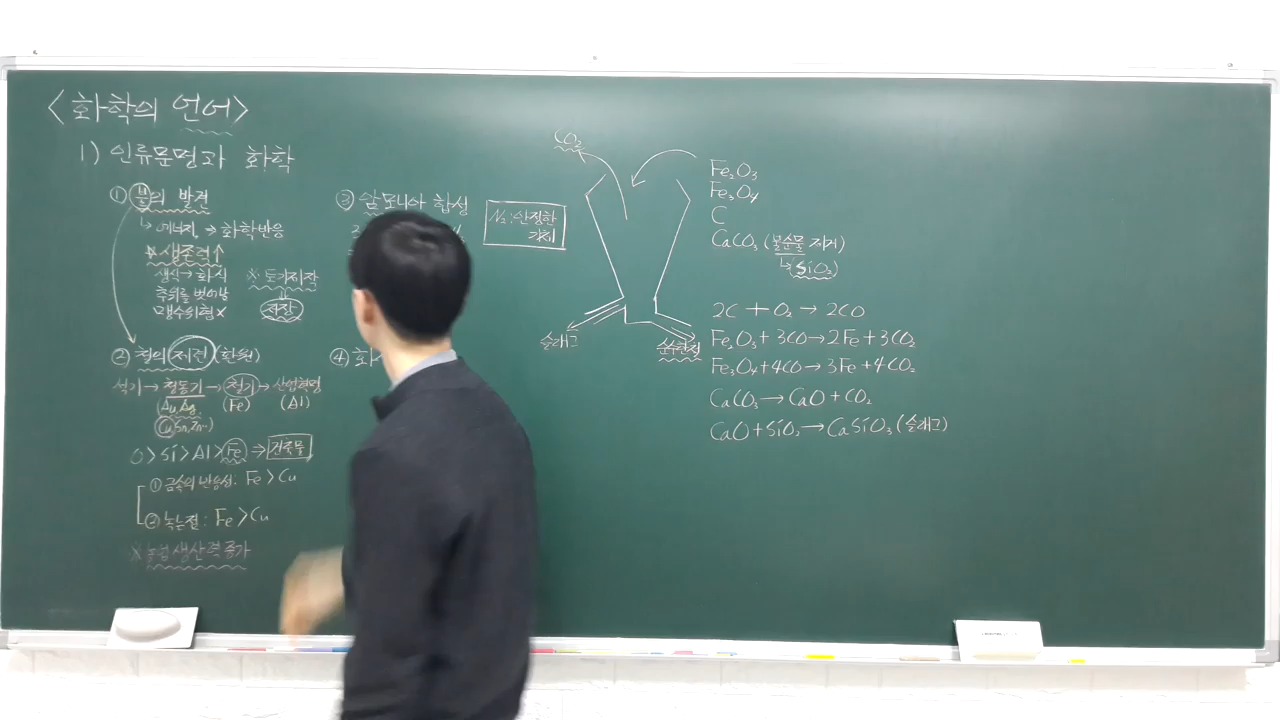 <화학의 언어>
1) 인류문명과 화학
① 불의 발견
↳ 에너지 → 화학반응
※ 생존력↑
생식→화식
추위를 벗어남
맹수위협×
※ 토기제작
저장
② 철의 제련 (환원)
석기 → 청동기 → 철기 → 산업혁명
(Au, Ag, (Fe) (Al)
Cu, Sn, Zn‥)
O > Si > Al > Fe ⇒ 건축물
① 금속의 반응성: Fe > Cu
② 녹는점: Fe > Cu
※ 농업생산력 증가
③ 암모니아 합성
N₂: 안정한
기체
④ 화
CO₂
Fe₂O₃
Fe₃O₄
C
CaCO₃ (불순물 제거)
↳ (SiO₂)
슬래그
순수한철
2C + O₂ → 2CO
Fe₂O₃ + 3CO → 2Fe + 3CO₂
Fe₃O₄ + 4CO → 3Fe + 4CO₂
CaCO₃ → CaO + CO₂
CaO + SiO₂ → CaSiO₃ (슬래그)